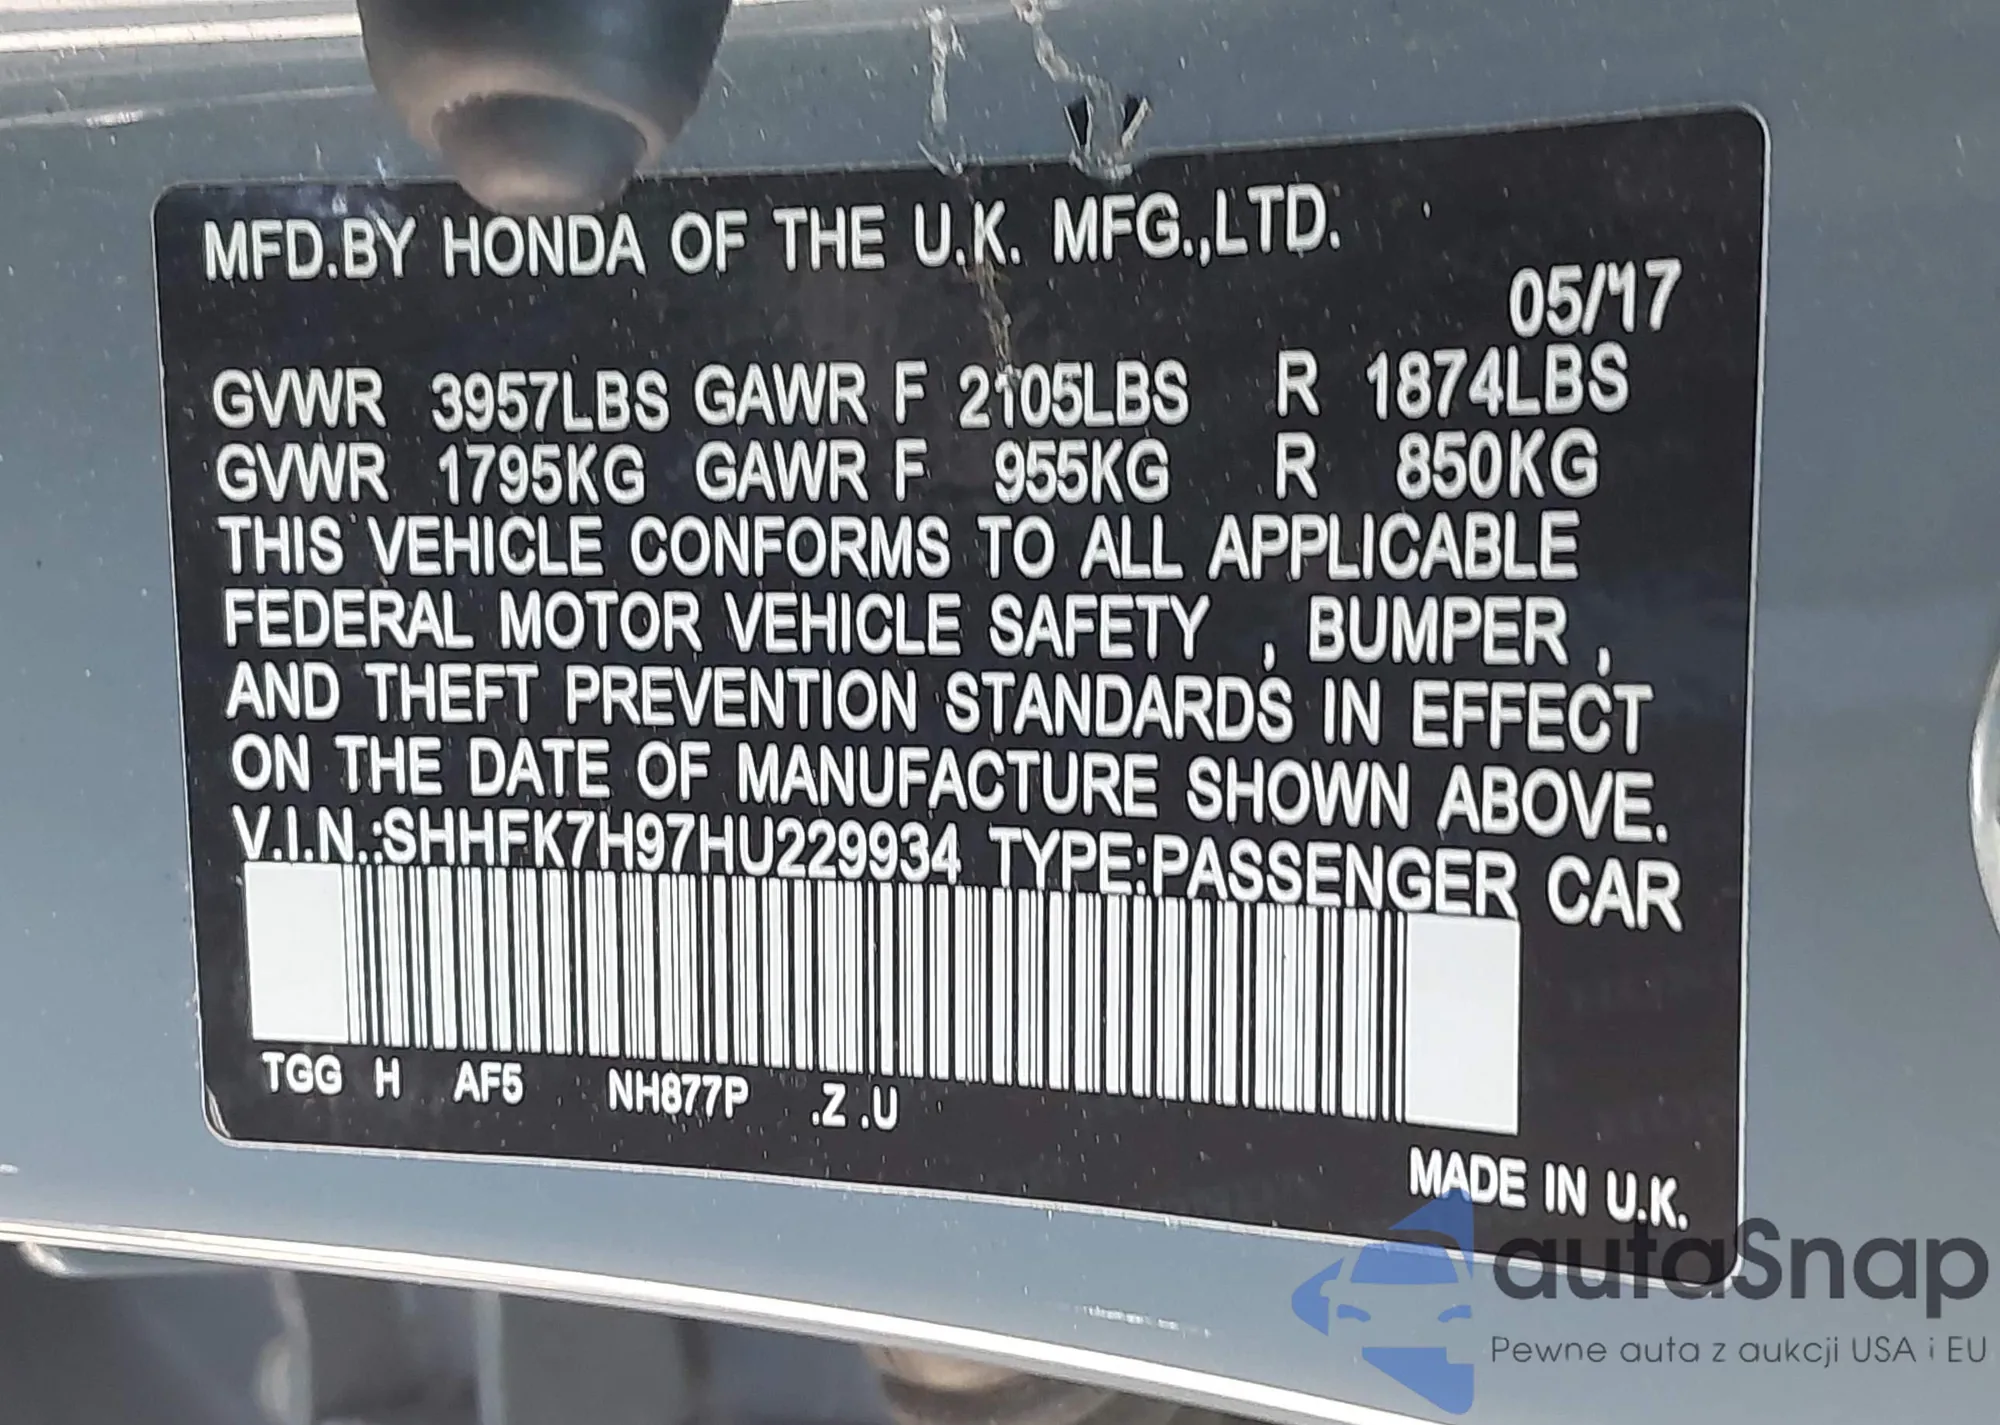 MFD.BY HONDA OF THE U.K. MFG.,LTD.
05/17
GVWR 3957LBS GAWR F 2105LBS R 1874LBS
GVWR 1795KG GAWR F 955KG R 850KG
THIS VEHICLE CONFORMS TO ALL APPLICABLE
FEDERAL MOTOR VEHICLE SAFETY , BUMPER ,
AND THEFT PREVENTION STANDARDS IN EFFECT
ON THE DATE OF MANUFACTURE SHOWN ABOVE.
V.I.N.:SHHFK7H97HU229934 TYPE:PASSENGER CAR
TGG H AF5 NH877P .Z .U
MADE IN U.K.
autaSnap
Pewne auta z aukcji USA i EU